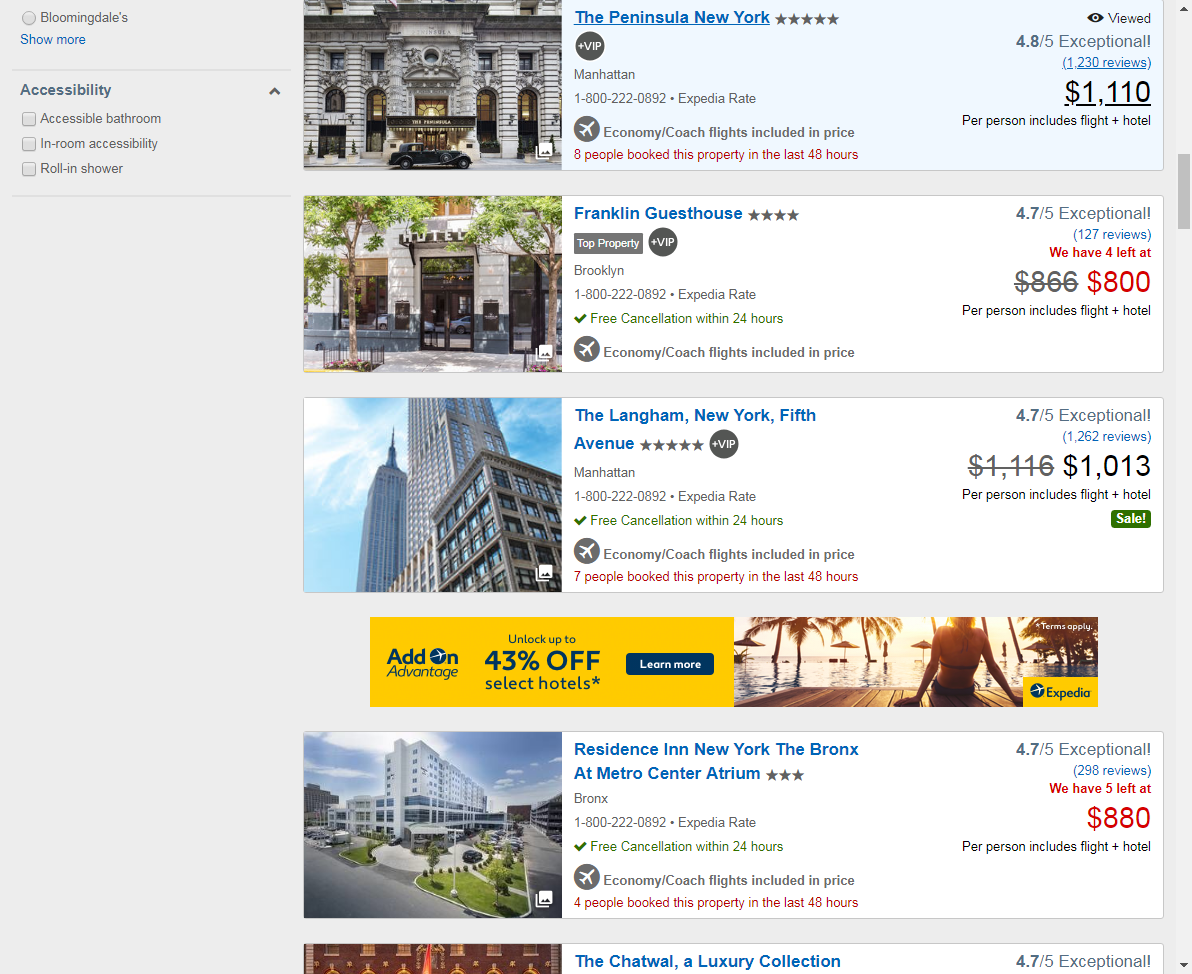 Bloomingdale's
Show more
Accessibility
Accessible bathroom
In-room accessibility
Roll-in shower
The Peninsula New York
Viewed
+VIP
4.8/5 Exceptional!
(1,230 reviews)
Manhattan
$1,110
1-800-222-0892 • Expedia Rate
Per person includes flight + hotel
Economy/Coach flights included in price
8 people booked this property in the last 48 hours
THE PENINSULA
Franklin Guesthouse
4.7/5 Exceptional!
Top Property
+VIP
(127 reviews)
We have 4 left at
Brooklyn
$866 $800
1-800-222-0892 • Expedia Rate
Per person includes flight + hotel
Free Cancellation within 24 hours
Economy/Coach flights included in price
HOTEL
The Langham, New York, Fifth
Avenue
+VIP
4.7/5 Exceptional!
(1,262 reviews)
Manhattan
$1,116 $1,013
1-800-222-0892 • Expedia Rate
Per person includes flight + hotel
Free Cancellation within 24 hours
Sale!
Economy/Coach flights included in price
7 people booked this property in the last 48 hours
Add On
Advantage
Unlock up to
43% OFF
select hotels*
Learn more
*Terms apply.
Expedia
Residence Inn New York The Bronx
At Metro Center Atrium
4.7/5 Exceptional!
(298 reviews)
We have 5 left at
Bronx
$880
1-800-222-0892 • Expedia Rate
Per person includes flight + hotel
Free Cancellation within 24 hours
Economy/Coach flights included in price
4 people booked this property in the last 48 hours
The Chatwal, a Luxury Collection
4.7/5 Exceptional!